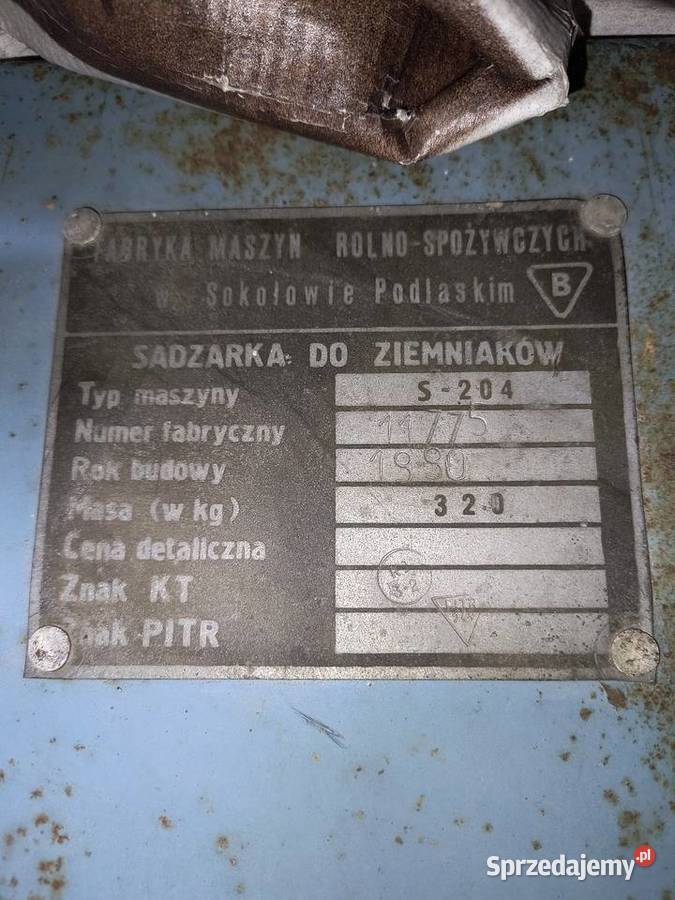 FABRYKA MASZYN ROLNO-SPOŻYWCZYCH
w Sokołowie Podlaskim B
SADZARKA DO ZIEMNIAKÓW
Typ maszyny S-204
Numer fabryczny 11775
Rok budowy 1990
Masa (w kg) 320
Cena detaliczna
Znak KT
Znak PITR
Sprzedajemy.pl